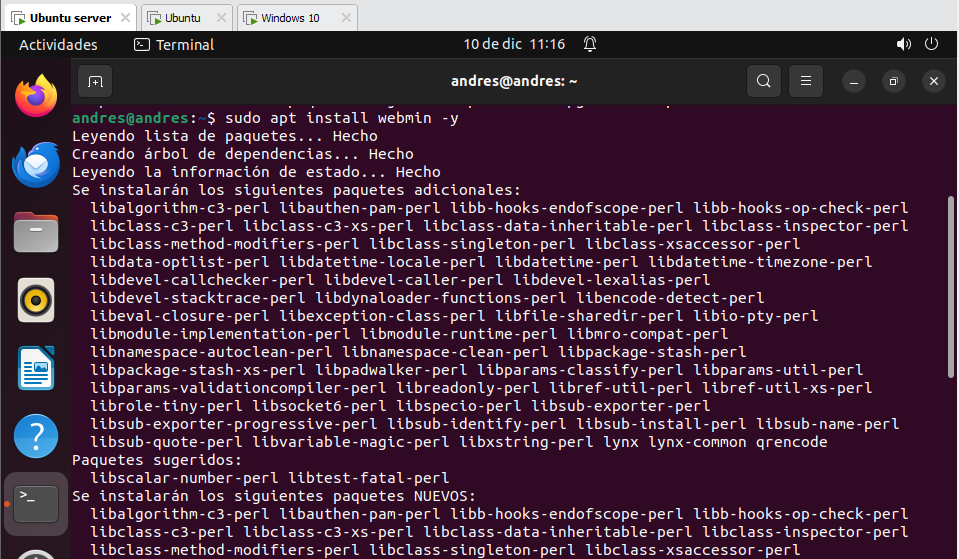 Ubuntu server
Ubuntu
Windows 10
Actividades
Terminal
10 de dic 11:16
andres@andres: ~
andres@andres:~$ sudo apt install webmin -y
Leyendo lista de paquetes... Hecho
Creando árbol de dependencias... Hecho
Leyendo la información de estado... Hecho
Se instalarán los siguientes paquetes adicionales:
libalgorithm-c3-perl libauthen-pam-perl libb-hooks-endofscope-perl libb-hooks-op-check-perl
libclass-c3-perl libclass-c3-xs-perl libclass-data-inheritable-perl libclass-inspector-perl
libclass-method-modifiers-perl libclass-singleton-perl libclass-xsaccessor-perl
libdata-optlist-perl libdatetime-locale-perl libdatetime-perl libdatetime-timezone-perl
libdevel-callchecker-perl libdevel-caller-perl libdevel-lexalias-perl
libdevel-stacktrace-perl libdynaloader-functions-perl libencode-detect-perl
libeval-closure-perl libexception-class-perl libfile-sharedir-perl libio-pty-perl
libmodule-implementation-perl libmodule-runtime-perl libmro-compat-perl
libnamespace-autoclean-perl libnamespace-clean-perl libpackage-stash-perl
libpackage-stash-xs-perl libpadwalker-perl libparams-classify-perl libparams-util-perl
libparams-validationcompiler-perl libreadonly-perl libref-util-perl libref-util-xs-perl
librole-tiny-perl libsocket6-perl libspecio-perl libsub-exporter-perl
libsub-exporter-progressive-perl libsub-identify-perl libsub-install-perl libsub-name-perl
libsub-quote-perl libvariable-magic-perl libxstring-perl lynx lynx-common qrencode
Paquetes sugeridos:
libscalar-number-perl libtest-fatal-perl
Se instalarán los siguientes paquetes NUEVOS:
libalgorithm-c3-perl libauthen-pam-perl libb-hooks-endofscope-perl libb-hooks-op-check-perl
libclass-c3-perl libclass-c3-xs-perl libclass-data-inheritable-perl libclass-inspector-perl
libclass-method-modifiers-perl libclass-singleton-perl libclass-xsaccessor-perl